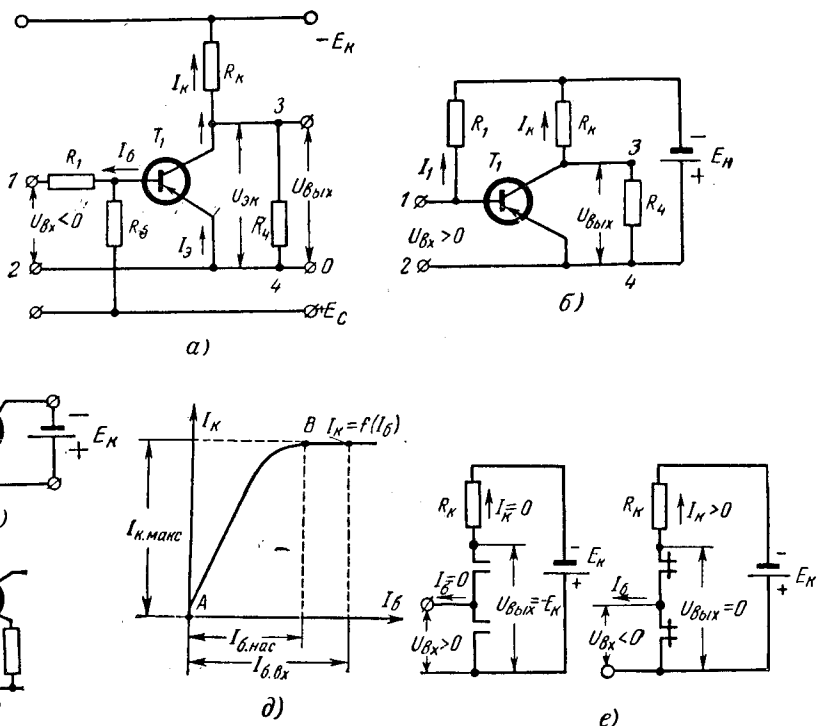 −Eк
Iк
Rк
3
T₁
Iб
R₁
1
Uвх<0
Rб
Iэ
Uэк
R₄
Uвых
2
4
0
+Eс
а)
R₁
Iк
Rк
I₁
T₁
3
−
+
Eн
1
Uвх>0
Uвых
R₄
2
4
б)
−
+
Eк
)
Iк
B
Iк=f(Iб)
Iк.макс
A
Iб
Iб.нас
Iб.вх
д)
Rк
Iк=0
−
+
Eк
Iб=0
Uвх>0
Uвых=-Eк
Rк
Iк>0
−
+
Eк
Iб
Uвх<0
Uвых=0
е)